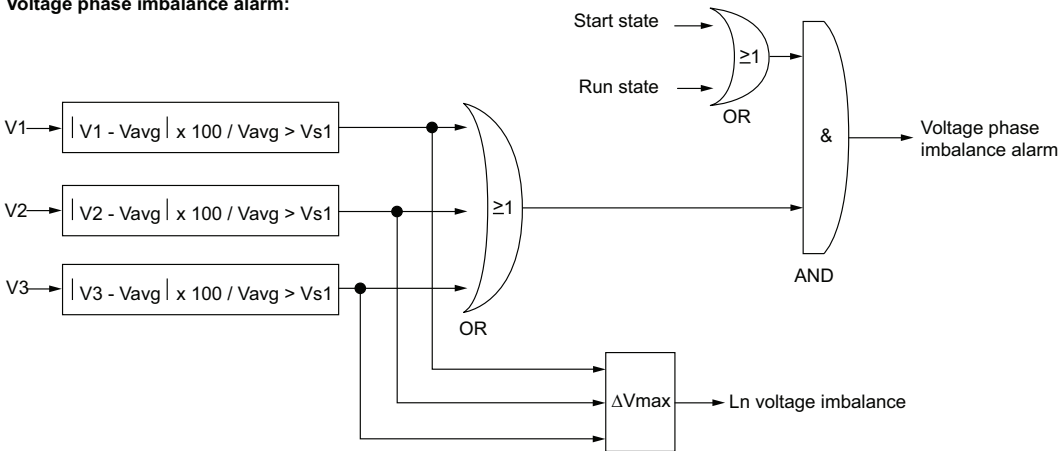 Voltage phase imbalance alarm:
Start state
≥1
Run state
OR
V1
| V1 - Vavg | x 100 / Vavg > Vs1
&
Voltage phase
imbalance alarm
V2
| V2 - Vavg | x 100 / Vavg > Vs1
≥1
V3
| V3 - Vavg | x 100 / Vavg > Vs1
AND
OR
ΔVmax
Ln voltage imbalance